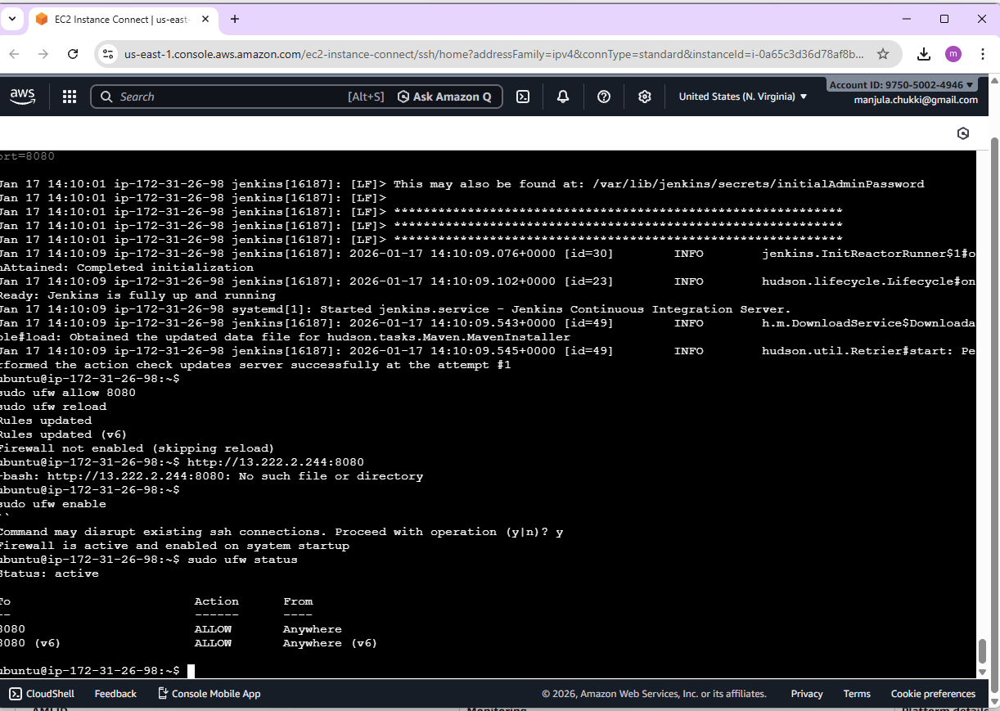 EC2 Instance Connect | us-east-
us-east-1.console.aws.amazon.com/ec2-instance-connect/ssh/home?addressFamily=ipv4&connType=standard&instanceId=i-0a65c3d36d78af8b...
m
aws
Search
[Alt+S]
Ask Amazon Q
United States (N. Virginia)
Account ID: 9750-5002-4946
manjula.chukki@gmail.com
ort=8080
Jan 17 14:10:01 ip-172-31-26-98 jenkins[16187]: [LF]> This may also be found at: /var/lib/jenkins/secrets/initialAdminPassword
Jan 17 14:10:01 ip-172-31-26-98 jenkins[16187]: [LF]>
Jan 17 14:10:01 ip-172-31-26-98 jenkins[16187]: [LF]> *************************************************************
Jan 17 14:10:01 ip-172-31-26-98 jenkins[16187]: [LF]> *************************************************************
Jan 17 14:10:01 ip-172-31-26-98 jenkins[16187]: [LF]> *************************************************************
Jan 17 14:10:09 ip-172-31-26-98 jenkins[16187]: 2026-01-17 14:10:09.076+0000 [id=30] INFO jenkins.InitReactorRunner$1#o
nAttained: Completed initialization
Jan 17 14:10:09 ip-172-31-26-98 jenkins[16187]: 2026-01-17 14:10:09.102+0000 [id=23] INFO hudson.lifecycle.Lifecycle#on
Ready: Jenkins is fully up and running
Jan 17 14:10:09 ip-172-31-26-98 systemd[1]: Started jenkins.service - Jenkins Continuous Integration Server.
Jan 17 14:10:09 ip-172-31-26-98 jenkins[16187]: 2026-01-17 14:10:09.543+0000 [id=49] INFO h.m.DownloadService$Downloada
ble#load: Obtained the updated data file for hudson.tasks.Maven.MavenInstaller
Jan 17 14:10:09 ip-172-31-26-98 jenkins[16187]: 2026-01-17 14:10:09.545+0000 [id=49] INFO hudson.util.Retrier#start: Pe
rformed the action check updates server successfully at the attempt #1
ubuntu@ip-172-31-26-98:~$
sudo ufw allow 8080
sudo ufw reload
Rules updated
Rules updated (v6)
Firewall not enabled (skipping reload)
ubuntu@ip-172-31-26-98:~$ http://13.222.2.244:8080
-bash: http://13.222.2.244:8080: No such file or directory
ubuntu@ip-172-31-26-98:~$
sudo ufw enable
``
Command may disrupt existing ssh connections. Proceed with operation (y|n)? y
Firewall is active and enabled on system startup
ubuntu@ip-172-31-26-98:~$ sudo ufw status
Status: active
To Action From
-- ------ ----
8080 ALLOW Anywhere
8080 (v6) ALLOW Anywhere (v6)
ubuntu@ip-172-31-26-98:~$
CloudShell
Feedback
Console Mobile App
© 2026, Amazon Web Services, Inc. or its affiliates.
Privacy
Terms
Cookie preferences